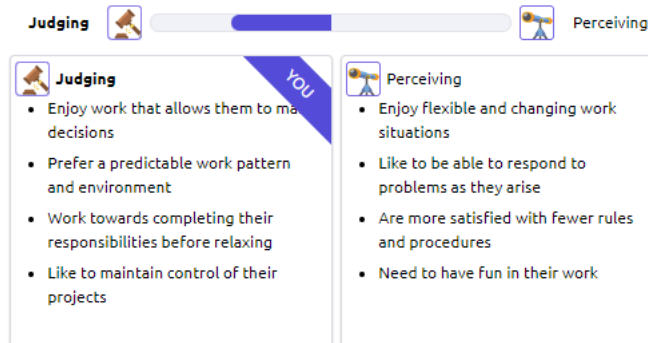 Judging
Perceiving
Judging
YOU
Enjoy work that allows them to
decisions
Prefer a predictable work pattern
and environment
Work towards completing their
responsibilities before relaxing
Like to maintain control of their
projects
Perceiving
Enjoy flexible and changing work
situations
Like to be able to respond to
problems as they arise
Are more satisfied with fewer rules
and procedures
Need to have fun in their work